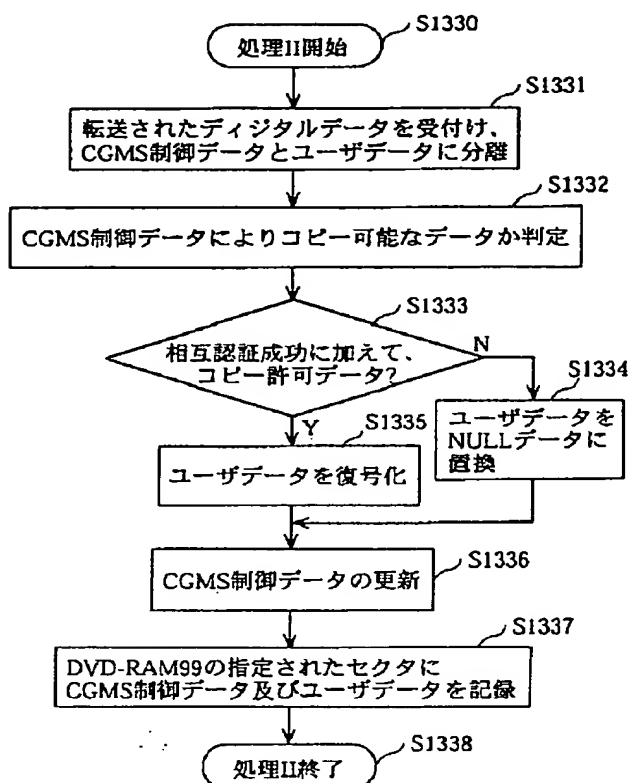 S1330
処理II開始
S1331
転送されたディジタルデータを受付け、
CGMS制御データとユーザデータに分離
S1332
CGMS制御データによりコピー可能なデータか判定
S1333
相互認証成功に加えて、
コピー許可データ?
N
S1334
ユーザデータを
NULLデータに
置換
Y
S1335
ユーザデータを復号化
S1336
CGMS制御データの更新
S1337
DVD-RAM99の指定されたセクタに
CGMS制御データ及びユーザデータを記録
S1338
処理II終了